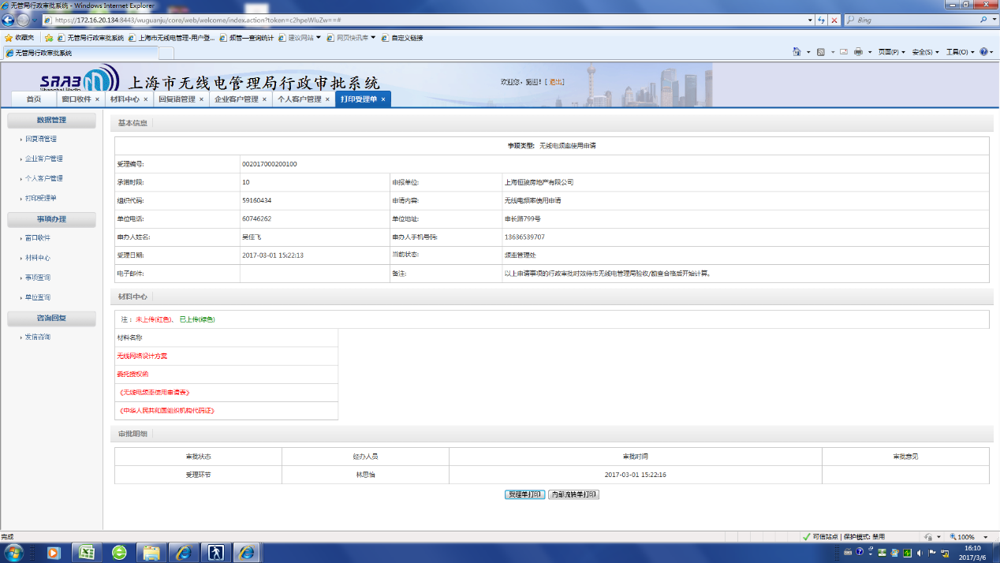 无管局行政审批系统 - Windows Internet Explorer
https://172.16.20.134:8443/wuguanju/core/web/welcome/index.action?token=c2hpeWluZw==#
Bing
收藏夹 无管局行政审批系统 上海市无线电管理-用户登... 频管—查询统计 建议网站 网页快讯库 自定义链接
无管局行政审批系统
页面(P) 安全(S) 工具(O)
上海市无线电管理局行政审批系统
欢迎您，施迎! [ 退出]
首页 窗口收件 × 材料中心 × 回复语管理 × 企业客户管理 × 个人客户管理 × 打印受理单 ×
数据管理
回复语管理
企业客户管理
个人客户管理
打印受理单
事项办理
窗口收件
材料中心
事项查询
单位查询
咨询回复
发信咨询
基本信息
事项类型: 无线电频率使用申请
受理编号: 002017000200100
承诺时限: 10 申报单位: 上海恒骏房地产有限公司
组织代码: 59160434 申请内容: 无线电频率使用申请
单位电话: 60746262 单位地址: 申长路799号
申办人姓名: 吴佳飞 申办人手机号码: 13636539707
受理日期: 2017-03-01 15:22:13 当前状态: 频率管理处
电子邮件: 备注: 以上申请事项的行政审批时效待市无线电管理局验收/勘查合格后开始计算。
材料中心
注： 未上传(红色)、 已上传(绿色)
材料名称
无线网络设计方案
委托授权函
《无线电频率使用申请表》
《中华人民共和国组织机构代码证》
审批明细
审批状态 经办人员 审批时间 审批意见
受理环节 林思怡 2017-03-01 15:22:16
受理单打印 内部流转单打印
完成
可信站点 | 保护模式: 禁用
100%
16:10
2017/3/6